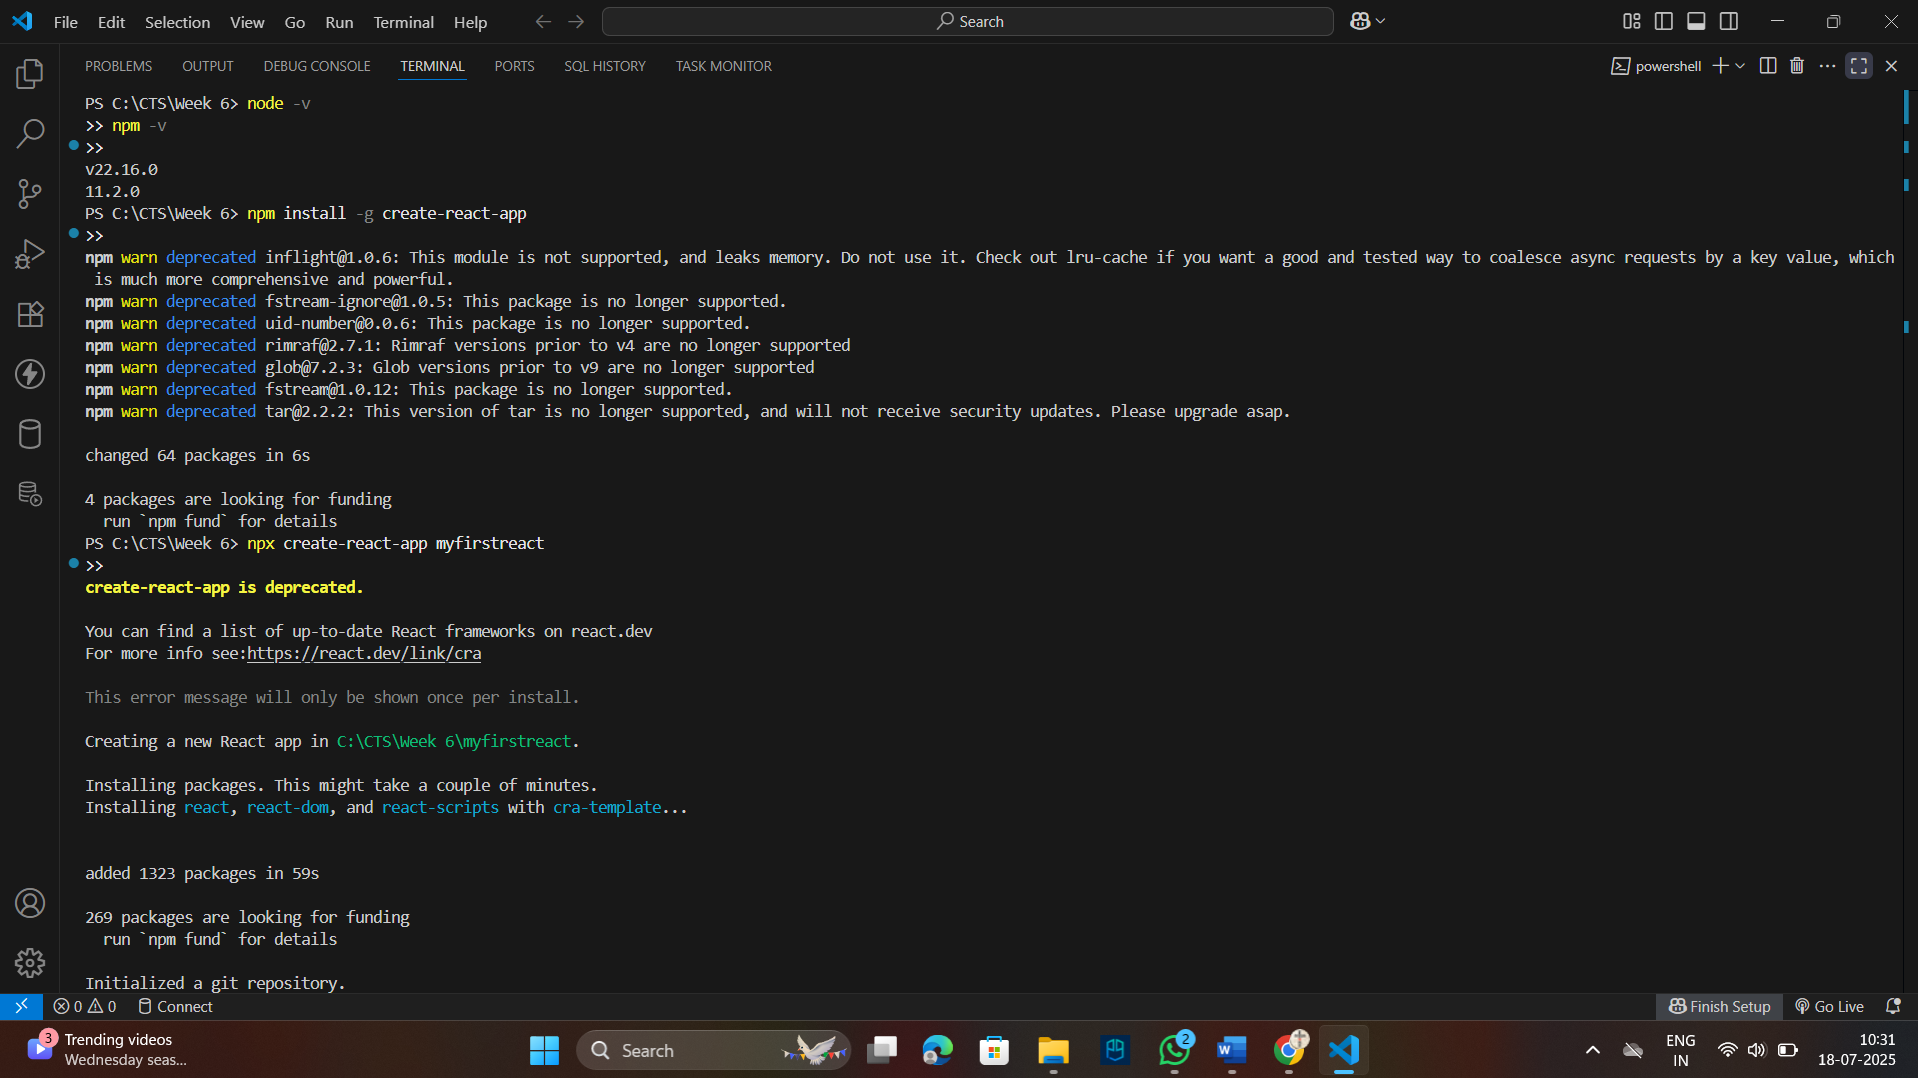 File Edit Selection View Go Run Terminal Help
Search
PROBLEMS OUTPUT DEBUG CONSOLE TERMINAL PORTS SQL HISTORY TASK MONITOR
powershell
PS C:\CTS\Week 6> node -v
>> npm -v
>>
v22.16.0
11.2.0
PS C:\CTS\Week 6> npm install -g create-react-app
>>
npm warn deprecated inflight@1.0.6: This module is not supported, and leaks memory. Do not use it. Check out lru-cache if you want a good and tested way to coalesce async requests by a key value, which
is much more comprehensive and powerful.
npm warn deprecated fstream-ignore@1.0.5: This package is no longer supported.
npm warn deprecated uid-number@0.0.6: This package is no longer supported.
npm warn deprecated rimraf@2.7.1: Rimraf versions prior to v4 are no longer supported
npm warn deprecated glob@7.2.3: Glob versions prior to v9 are no longer supported
npm warn deprecated fstream@1.0.12: This package is no longer supported.
npm warn deprecated tar@2.2.2: This version of tar is no longer supported, and will not receive security updates. Please upgrade asap.
changed 64 packages in 6s
4 packages are looking for funding
run `npm fund` for details
PS C:\CTS\Week 6> npx create-react-app myfirstreact
>>
create-react-app is deprecated.
You can find a list of up-to-date React frameworks on react.dev
For more info see:https://react.dev/link/cra
This error message will only be shown once per install.
Creating a new React app in C:\CTS\Week 6\myfirstreact.
Installing packages. This might take a couple of minutes.
Installing react, react-dom, and react-scripts with cra-template...
added 1323 packages in 59s
269 packages are looking for funding
run `npm fund` for details
Initialized a git repository.
0 0 Connect
Finish Setup Go Live
3 Trending videos
Wednesday seas...
Search
2
ENG
IN
10:31
18-07-2025